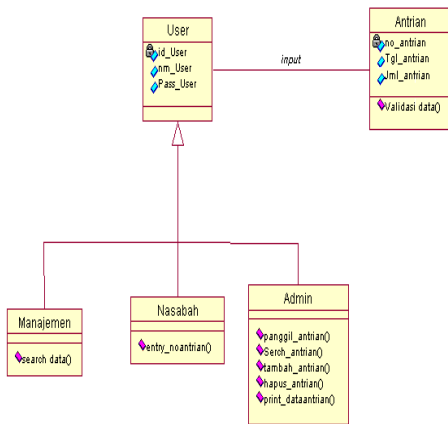 User
id_User
nm_User
Pass_User
input
Antrian
no_antrian
Tgl_antrian
Jml_antrian
Validasi data()
Manajemen
search data()
Nasabah
entry_noantrian()
Admin
panggil_antrian()
Serch_antrian()
tambah_antrian()
hapus_antrian()
print_dataantrian()